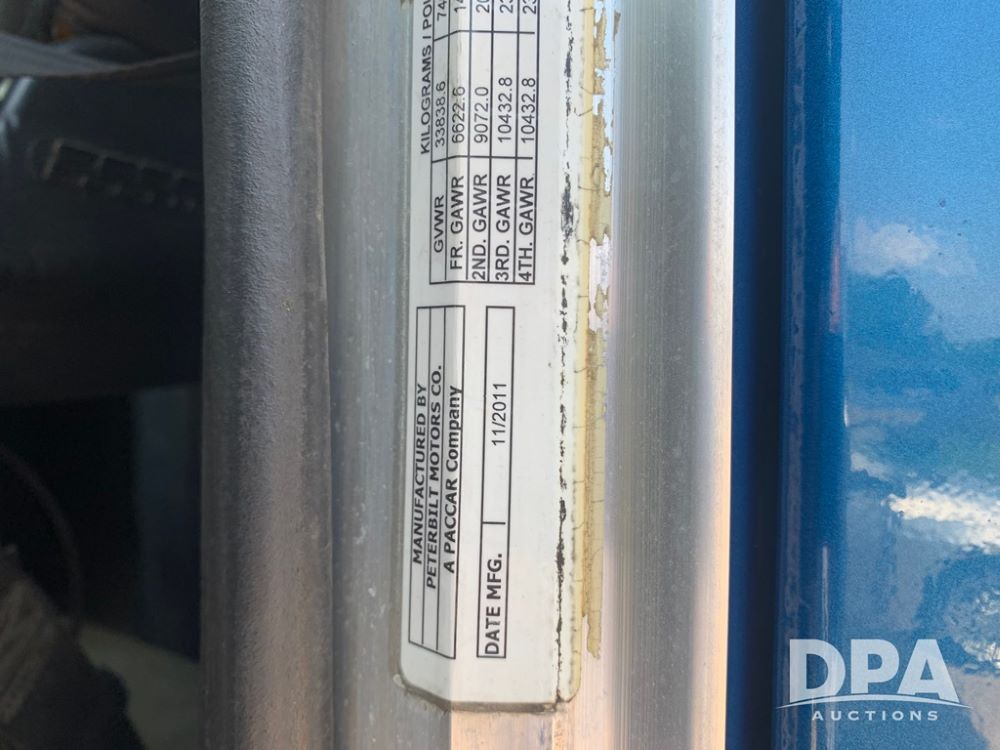 MANUFACTURED BY
PETERBILT MOTORS CO.
A PACCAR Company
DATE MFG. 11/2011
KILOGRAMS
GVWR 33838.6
FR. GAWR 6622.6
2ND. GAWR 9072.0
3RD. GAWR 10432.8
4TH. GAWR 10432.8
DPA
AUCTIONS